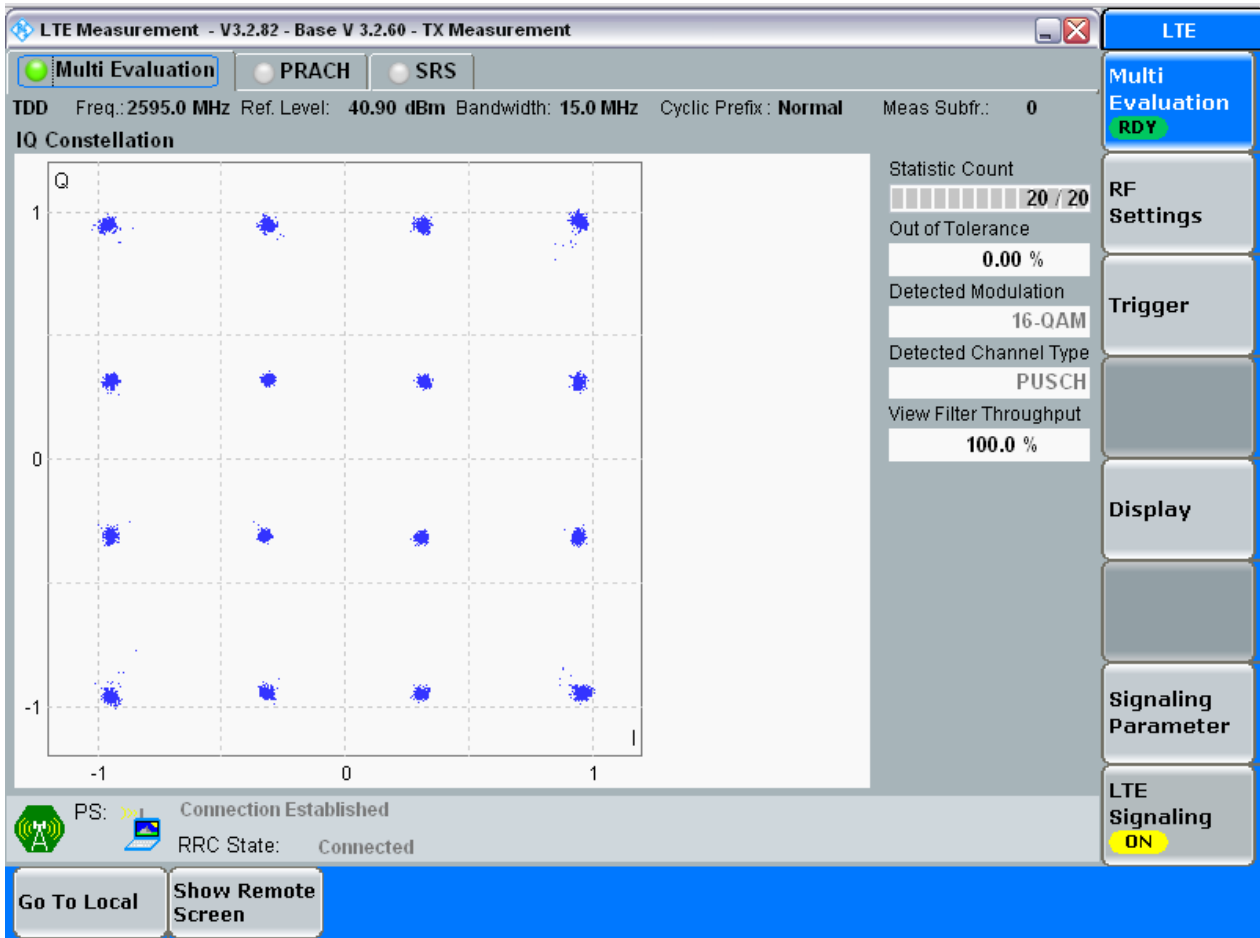 LTE Measurement - V3.2.82 - Base V 3.2.60 - TX Measurement
LTE
Multi Evaluation PRACH SRS
Multi
Evaluation
RDY
TDD Freq.: 2595.0 MHz Ref. Level: 40.90 dBm Bandwidth: 15.0 MHz Cyclic Prefix : Normal Meas Subfr.: 0
IQ Constellation
Q
1
0
-1
I
-1 0 1
Statistic Count
20 / 20
Out of Tolerance
0.00 %
Detected Modulation
16-QAM
Detected Channel Type
PUSCH
View Filter Throughput
100.0 %
RF
Settings
Trigger
Display
Signaling
Parameter
LTE
Signaling
ON
PS: Connection Established
RRC State: Connected
Go To Local
Show Remote
Screen